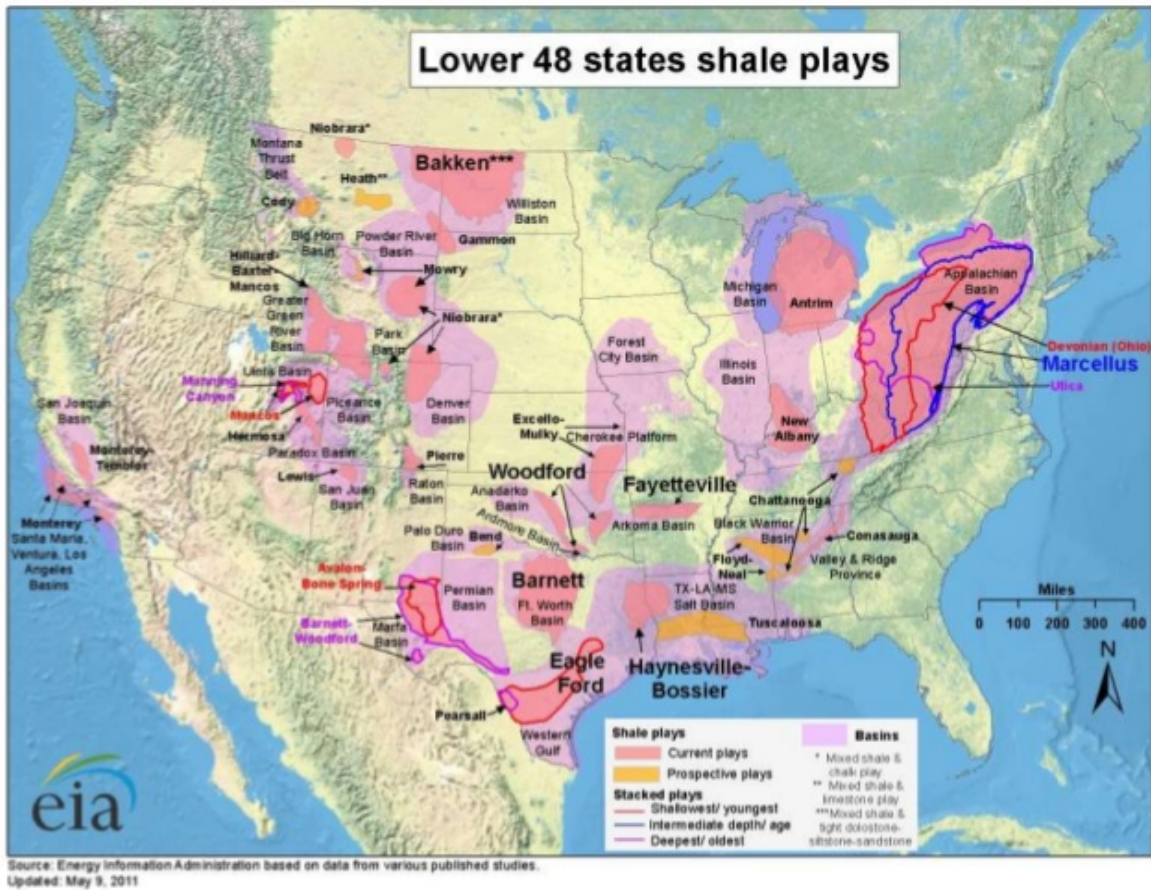 Lower 48 states shale plays
Niobrara*
Montana
Thrust
Belt
Bakken***
Heath**
Cody
Williston
Basin
Big Horn
Basin
Powder River
Basin
Gammon
Hilliard-
Baxter-
Mancos
Mowry
Greater
Green
River
Basin
Niobrara*
Park
Basin
Michigan
Basin
Antrim
Appalachian
Basin
Devonian (Ohio)
Marcellus
Utica
Forest
City Basin
Illinois
Basin
Uinta Basin
Manning
Canyon
Mancos
Piceance
Basin
Denver
Basin
San Joaquin
Basin
Hermosa
Excello-
Mulky
Cherokee Platform
New
Albany
Monterey-
Temblor
Paradox Basin
Pierre
Lewis
San Juan
Basin
Raton
Basin
Woodford
Anadarko
Basin
Fayetteville
Chattanooga
Ardmore Basin
Arkoma Basin
Black Warrior
Basin
Conasauga
Monterey
Santa Maria,
Ventura, Los
Angeles
Basins
Palo Duro
Basin
Bend
Floyd-
Neal
Valley & Ridge
Province
Avalon-
Bone Spring
Permian
Basin
Barnett
Ft. Worth
Basin
TX-LA-MS
Salt Basin
Tuscaloosa
Barnett-
Woodford
Marfa
Basin
Eagle
Ford
Haynesville-
Bossier
Pearsall
Western
Gulf
Miles
0 100 200 300 400
N
Shale plays
Current plays
Prospective plays
Stacked plays
Shallowest/ youngest
Intermediate depth/ age
Deepest/ oldest
Basins
* Mixed shale &
chalk play
** Mixed shale &
limestone play
***Mixed shale &
tight dolostone-
siltstone-sandstone
eia
Source: Energy Information Administration based on data from various published studies.
Updated: May 9, 2011